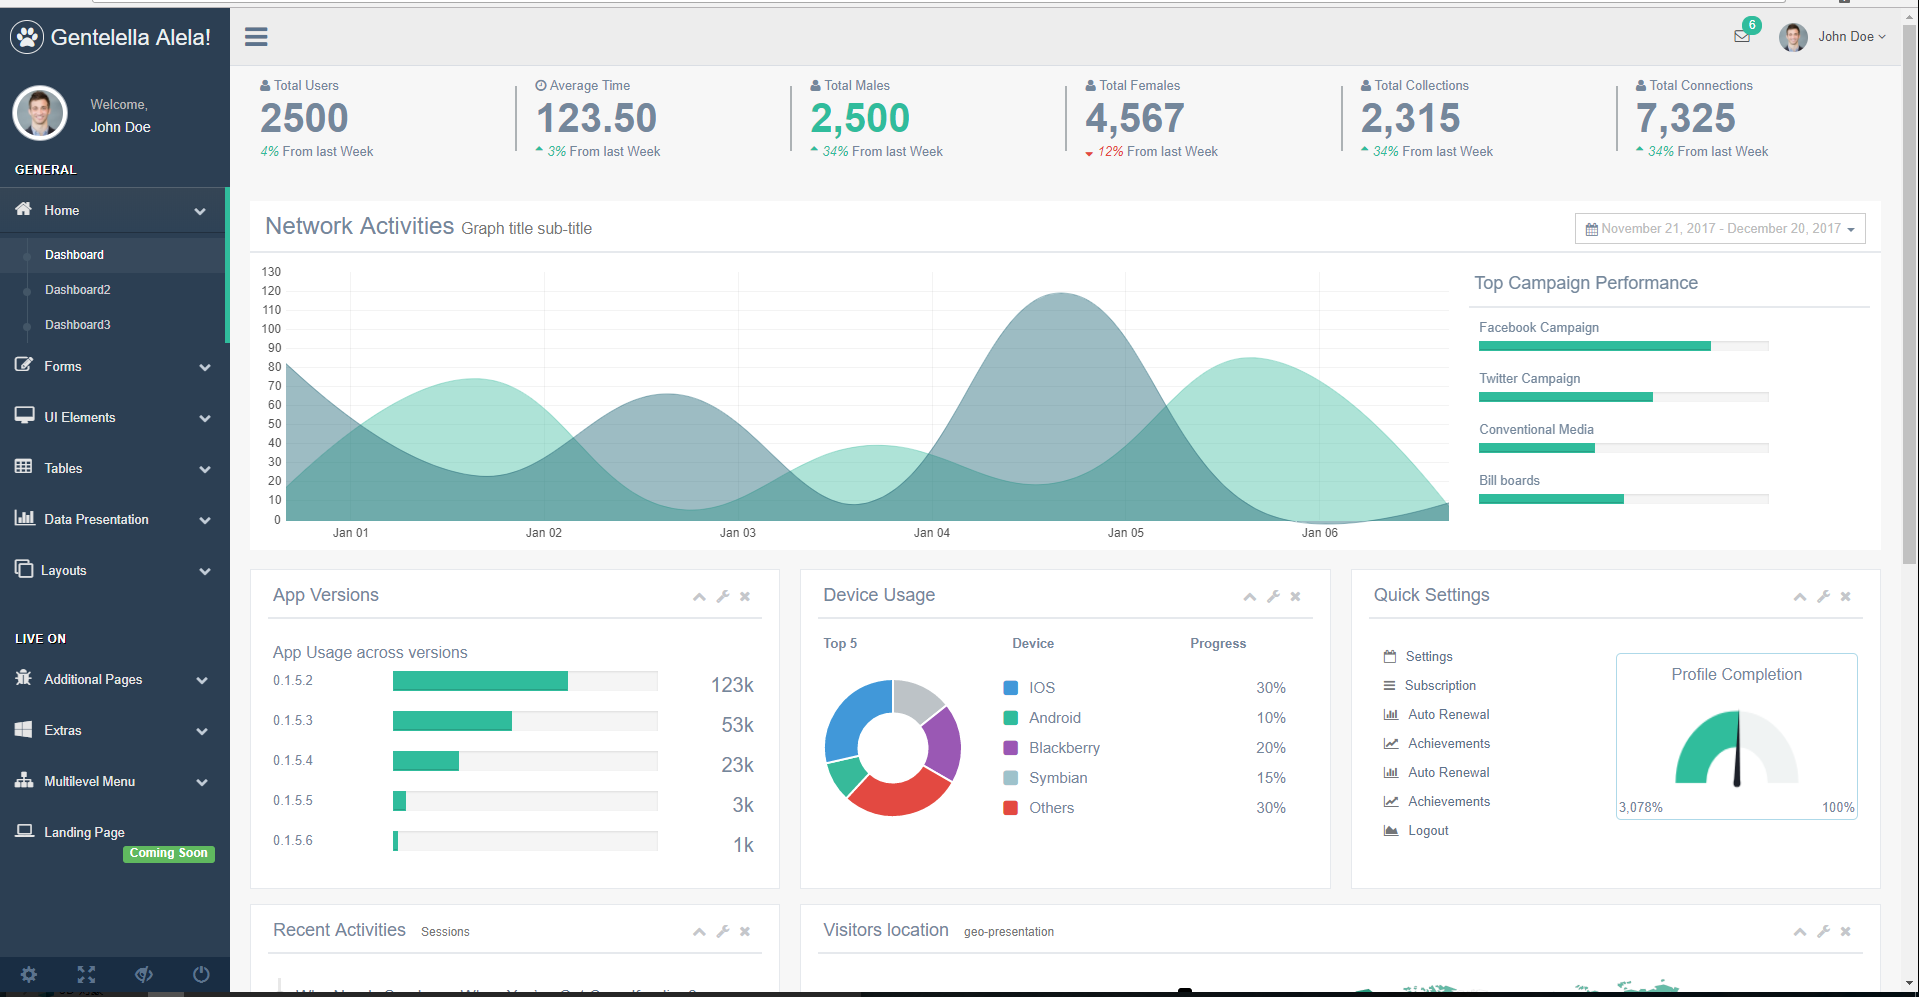 Gentelella Alela!
Welcome,
John Doe
GENERAL
Home
Dashboard
Dashboard2
Dashboard3
Forms
UI Elements
Tables
Data Presentation
Layouts
LIVE ON
Additional Pages
Extras
Multilevel Menu
Landing Page
Coming Soon
6
John Doe
Total Users
2500
4% From last Week
Average Time
123.50
3% From last Week
Total Males
2,500
34% From last Week
Total Females
4,567
12% From last Week
Total Collections
2,315
34% From last Week
Total Connections
7,325
34% From last Week
Network Activities Graph title sub-title
November 21, 2017 - December 20, 2017
130
120
110
100
90
80
70
60
50
40
30
20
10
0
Jan 01 Jan 02 Jan 03 Jan 04 Jan 05 Jan 06
Top Campaign Performance
Facebook Campaign
Twitter Campaign
Conventional Media
Bill boards
App Versions
App Usage across versions
0.1.5.2 123k
0.1.5.3 53k
0.1.5.4 23k
0.1.5.5 3k
0.1.5.6 1k
Device Usage
Top 5 Device Progress
IOS 30%
Android 10%
Blackberry 20%
Symbian 15%
Others 30%
Quick Settings
Settings
Subscription
Auto Renewal
Achievements
Auto Renewal
Achievements
Logout
Profile Completion
3,078% 100%
Recent Activities Sessions
Visitors location geo-presentation